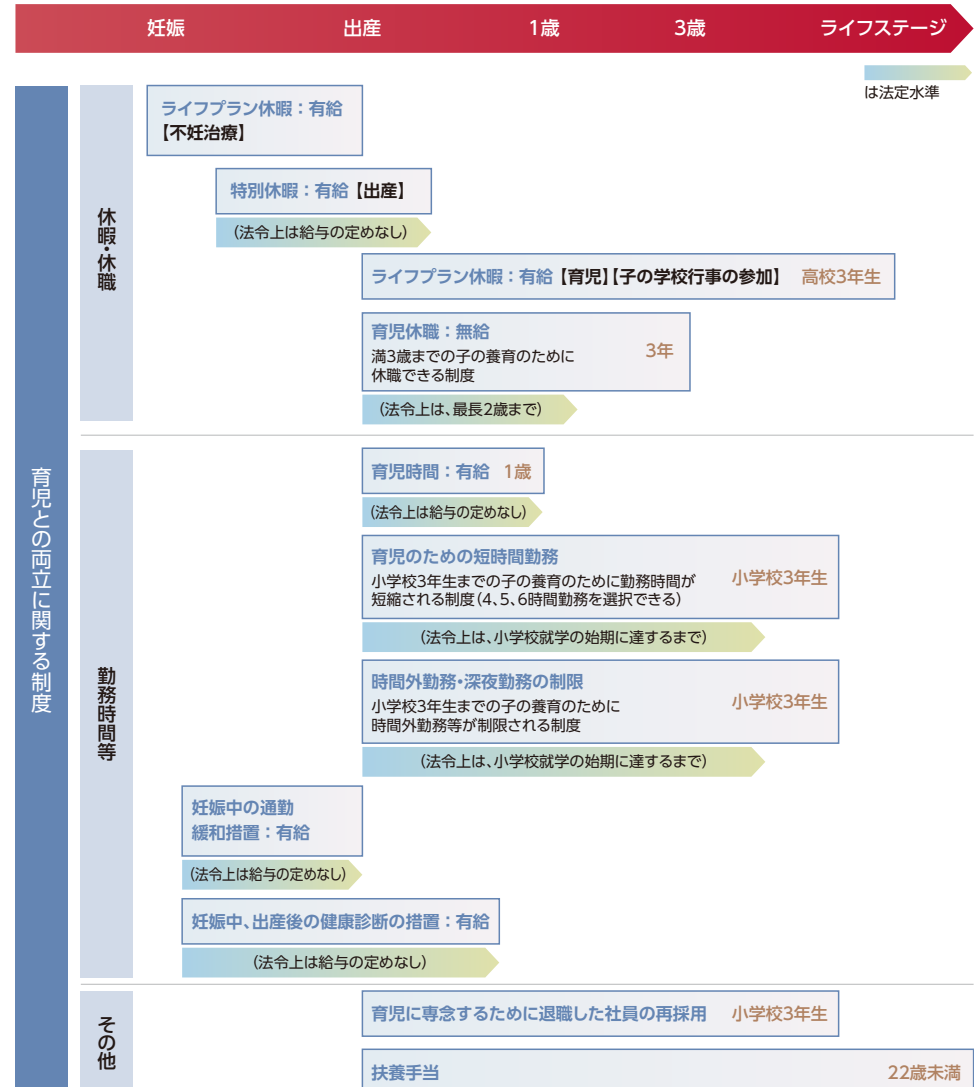 妊娠 出産 1歳 3歳 ライフステージ
は法定水準
育児との両立に関する制度
休暇・休職
ライフプラン休暇：有給
【不妊治療】
特別休暇：有給【出産】
（法令上は給与の定めなし）
ライフプラン休暇：有給【育児】【子の学校行事の参加】 高校3年生
育児休職：無給
満3歳までの子の養育のために
休職できる制度
3年
（法令上は、最長2歳まで）
勤務時間等
育児時間：有給 1歳
（法令上は給与の定めなし）
育児のための短時間勤務
小学校3年生までの子の養育のために勤務時間が
短縮される制度（4、5、6時間勤務を選択できる）
小学校3年生
（法令上は、小学校就学の始期に達するまで）
時間外勤務・深夜勤務の制限
小学校3年生までの子の養育のために
時間外勤務等が制限される制度
小学校3年生
（法令上は、小学校就学の始期に達するまで）
妊娠中の通勤
緩和措置：有給
（法令上は給与の定めなし）
妊娠中、出産後の健康診断の措置：有給
（法令上は給与の定めなし）
その他
育児に専念するために退職した社員の再採用 小学校3年生
扶養手当 22歳未満